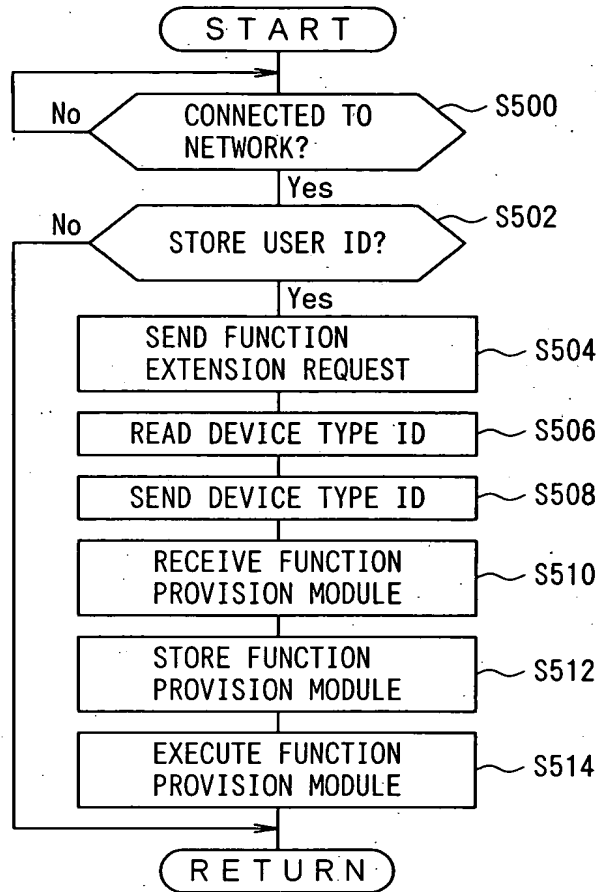 START
No
CONNECTED TO
NETWORK?
S500
Yes
No
STORE USER ID?
S502
Yes
SEND FUNCTION
EXTENSION REQUEST
S504
READ DEVICE TYPE ID
S506
SEND DEVICE TYPE ID
S508
RECEIVE FUNCTION
PROVISION MODULE
S510
STORE FUNCTION
PROVISION MODULE
S512
EXECUTE FUNCTION
PROVISION MODULE
S514
RETURN